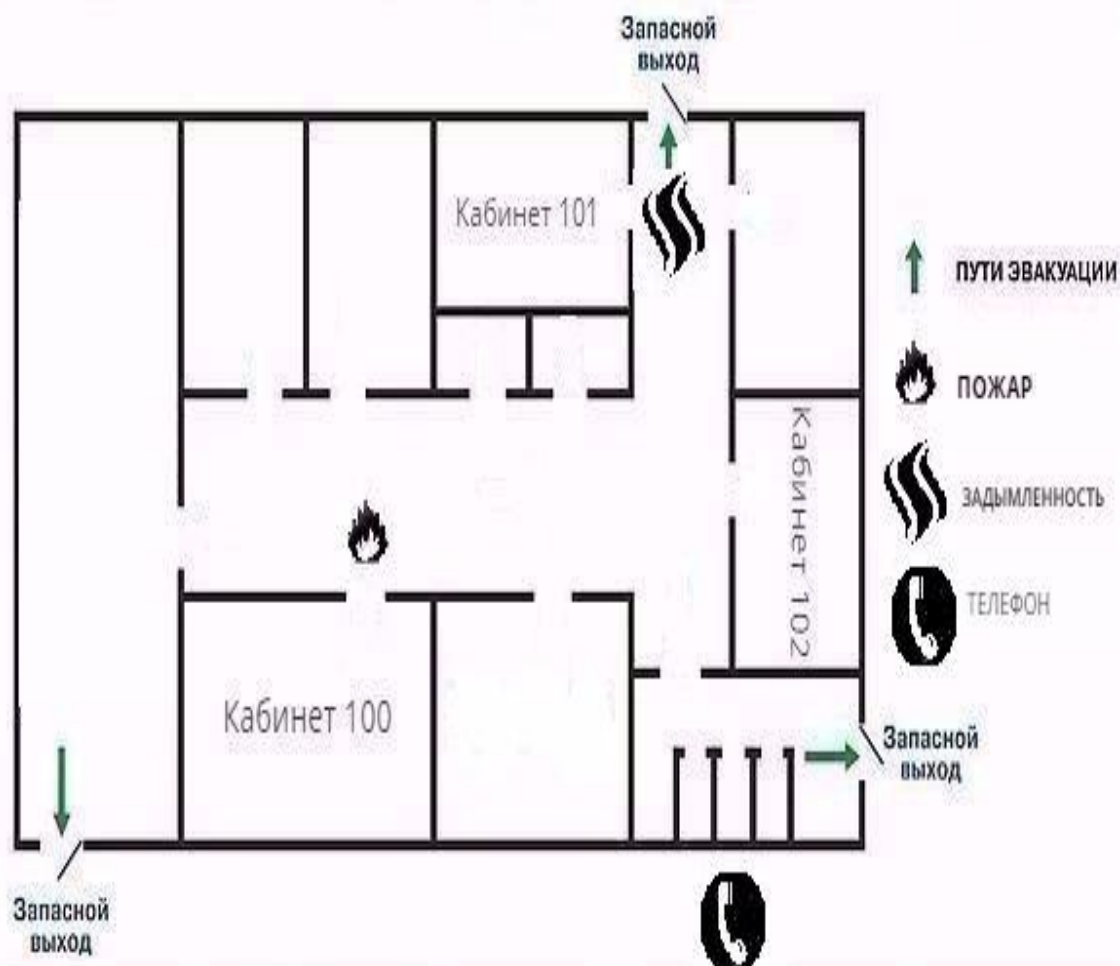 Запасной
выход
Кабинет 101
ПУТИ ЭВАКУАЦИИ
ПОЖАР
Кабинет 102
ЗАДЫМЛЕННОСТЬ
ТЕЛЕФОН
Кабинет 100
Запасной
выход
Запасной
выход